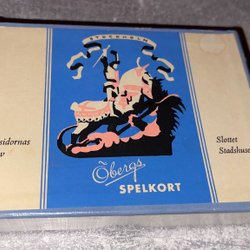 STOCKHOLM
sidornas
v
Slottet
Stadshuse
Öbergs
SPELKORT